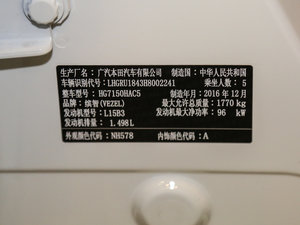 生产厂名: 广汽本田汽车有限公司 制造国: 中华人民共和国
车辆识别代号: LHGRU1843H8002241 乘坐人数: 5
整车型号: HG7150HAC5 制造年月: 2016 年 12 月
品牌: 缤智(VEZEL) 最大允许总质量: 1770 kg
发动机型号: L15B3 发动机最大净功率: 96 kW
发动机排量: 1.498L
外观颜色代码: NH578 内饰颜色代码: A